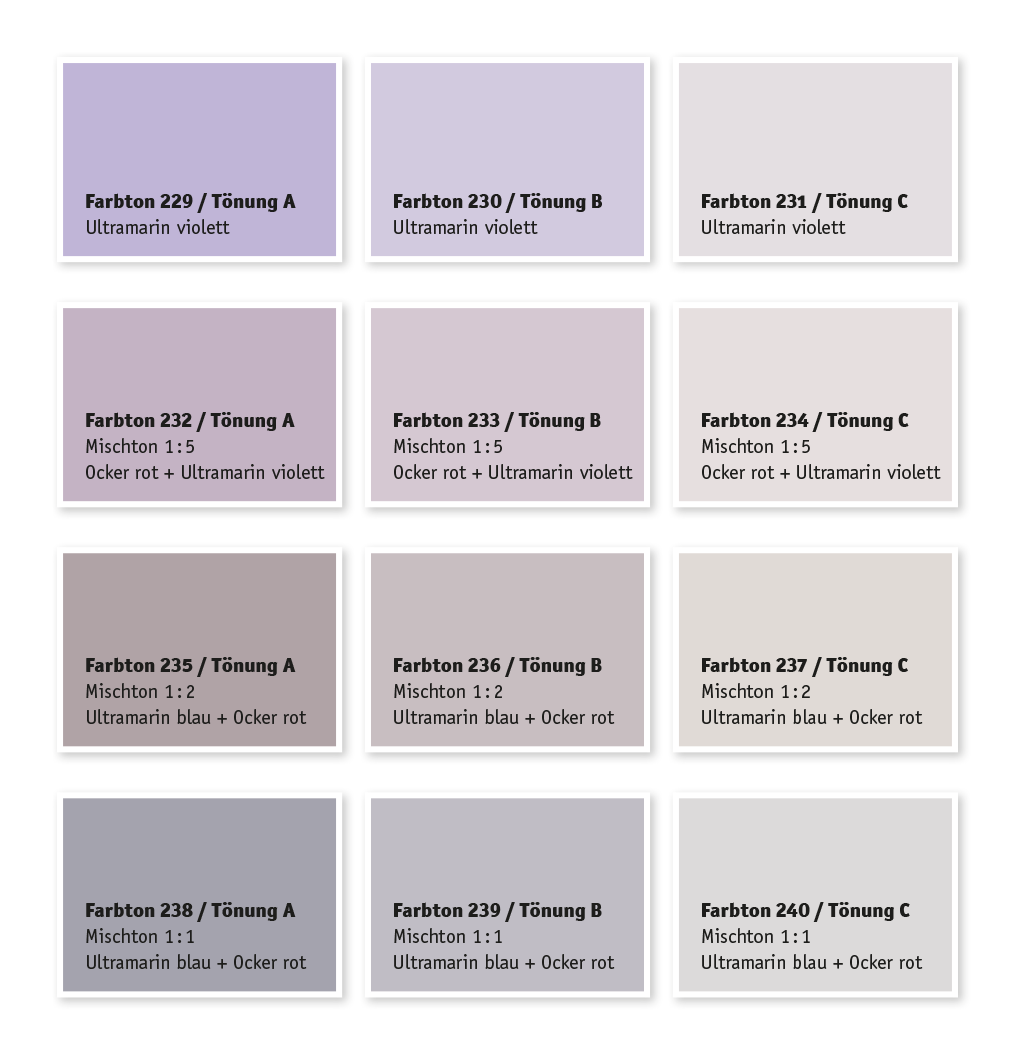 Farbton 229 / Tönung A
Ultramarin violett
Farbton 230 / Tönung B
Ultramarin violett
Farbton 231 / Tönung C
Ultramarin violett
Farbton 232 / Tönung A
Mischton 1:5
Ocker rot + Ultramarin violett
Farbton 233 / Tönung B
Mischton 1:5
Ocker rot + Ultramarin violett
Farbton 234 / Tönung C
Mischton 1:5
Ocker rot + Ultramarin violett
Farbton 235 / Tönung A
Mischton 1:2
Ultramarin blau + Ocker rot
Farbton 236 / Tönung B
Mischton 1:2
Ultramarin blau + Ocker rot
Farbton 237 / Tönung C
Mischton 1:2
Ultramarin blau + Ocker rot
Farbton 238 / Tönung A
Mischton 1:1
Ultramarin blau + Ocker rot
Farbton 239 / Tönung B
Mischton 1:1
Ultramarin blau + Ocker rot
Farbton 240 / Tönung C
Mischton 1:1
Ultramarin blau + Ocker rot